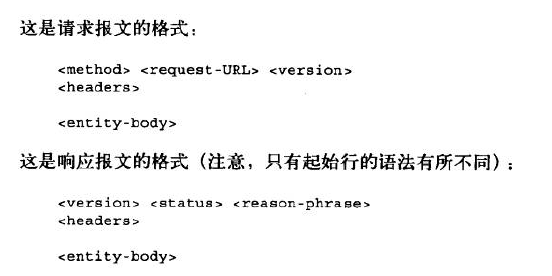 这是请求报文的格式：
<method> <request-URL> <version>
<headers>
<entity-body>
这是响应报文的格式（注意，只有起始行的语法有所不同）：
<version> <status> <reason-phrase>
<headers>
<entity-body>